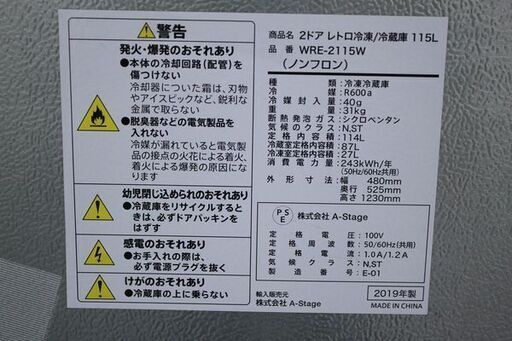 警告
発火・爆発のおそれあり
●本体の冷却回路（配管）を
傷つけない
冷却器についた霜は、刃物
やアイスピックなど、鋭利な
金属で取らない
●脱臭器などの電気製品を
入れない
冷媒が漏れていると電気製
品の接点の火花による着火、
着火による爆発の原因にな
ります
幼児閉じ込められのおそれあり
●冷蔵庫をリサイクルすると
きは、必ずドアパッキンを
はずす
感電のおそれあり
●お手入れの際は、
必ず電源プラグを抜く
けがのおそれあり
●冷蔵庫の上に乗らない
商品名 2ドア レトロ冷凍/冷蔵庫 115L
品番 WRE-2115W
（ノンフロン）
種類：冷凍冷蔵庫
冷媒：R600a
冷媒封入量：40g
重量：31kg
断熱発泡ガス：シクロペンタン
気候のクラス：N,ST
定格内容積：114L
冷蔵室定格内容積：87L
冷凍室定格内容積：27L
消費電力量：243kWh/年
(50Hz/60Hz共用)
外形寸法：幅 480mm
奥行 525mm
高さ 1230mm
PSE 株式会社 A-Stage
定格電圧：100V
定格周波数：50/60Hz(共用)
定格電流：1.0A/1.2A
気候クラス：N,ST
製造番号：E-01
輸入販売元
株式会社 A-Stage
2019年製
MADE IN CHINA